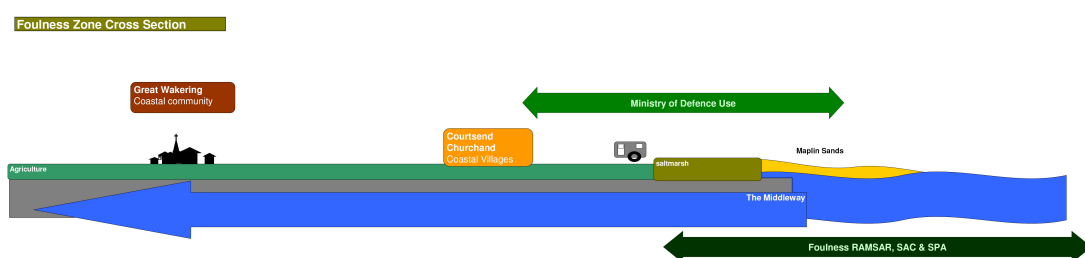 Foulness Zone Cross Section
Great Wakering
Coastal community
Ministry of Defence Use
Courtsend
Churchand
Coastal Villages
Maplin Sands
Agriculture
saltmarsh
The Middleway
Foulness RAMSAR, SAC & SPA